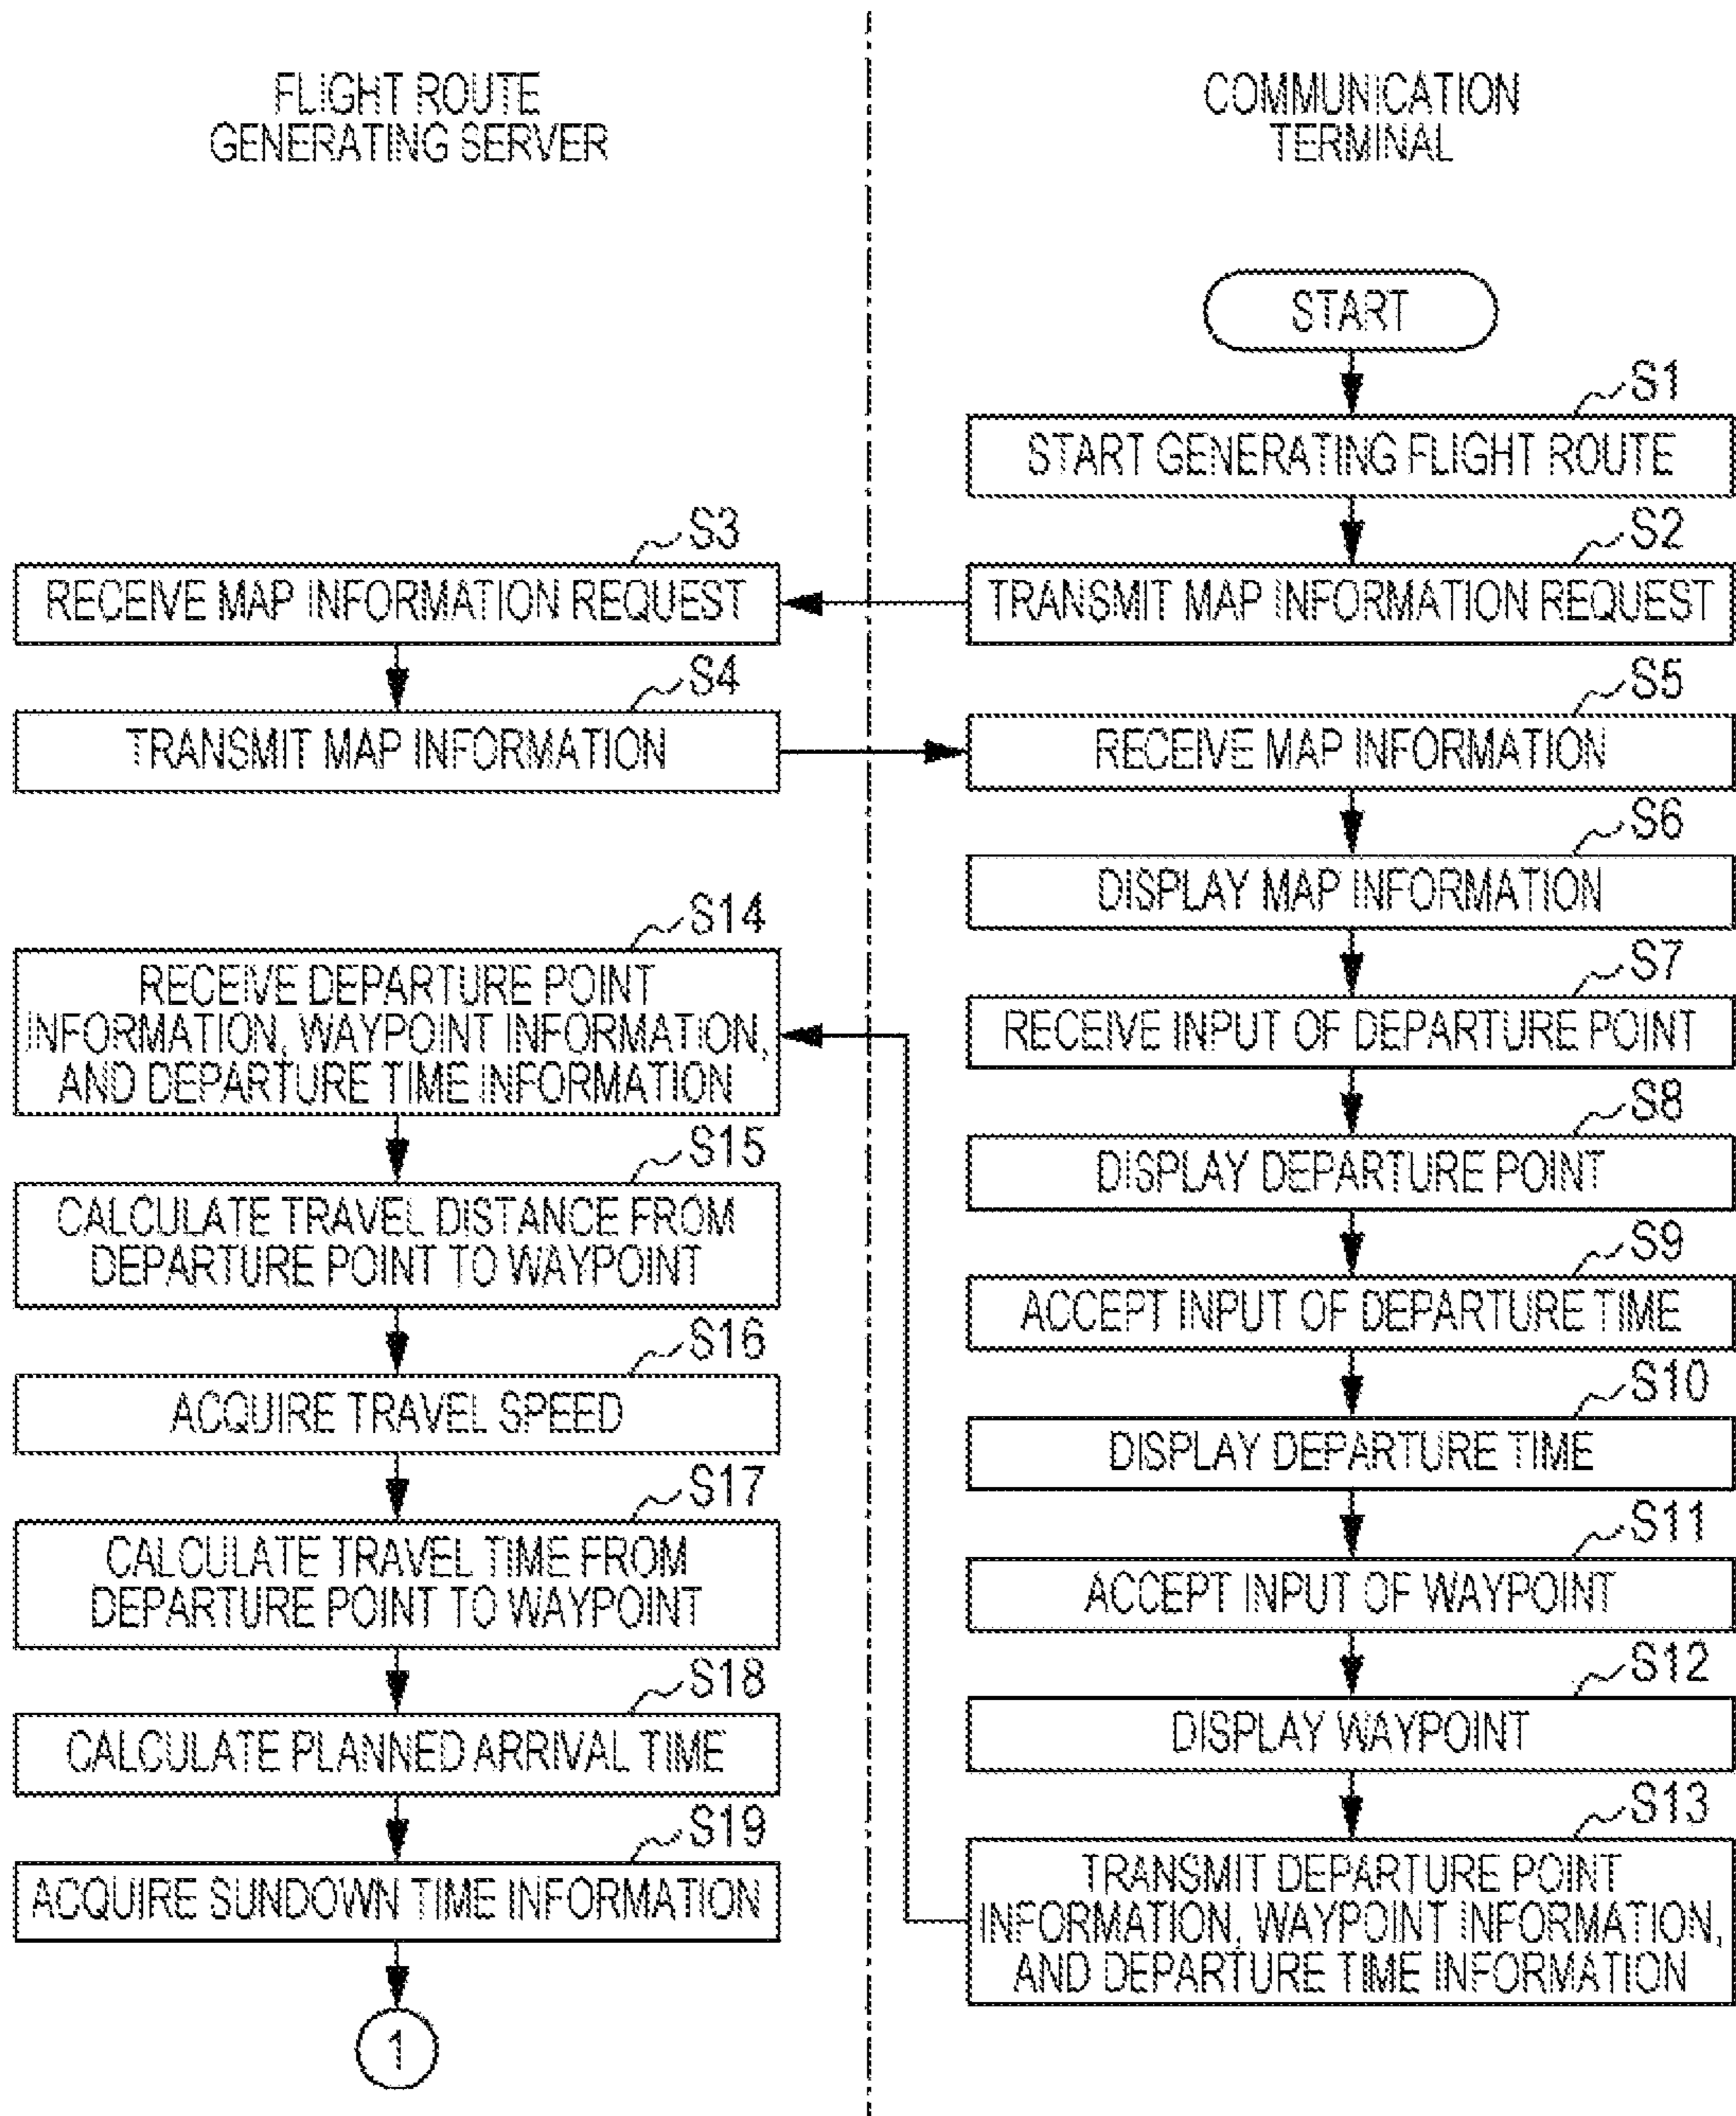 FLIGHT ROUTE
GENERATING SERVER
COMMUNICATION
TERMINAL
START
S1
START GENERATING FLIGHT ROUTE
S2
TRANSMIT MAP INFORMATION REQUEST
S3
RECEIVE MAP INFORMATION REQUEST
S4
TRANSMIT MAP INFORMATION
S5
RECEIVE MAP INFORMATION
S6
DISPLAY MAP INFORMATION
S7
RECEIVE INPUT OF DEPARTURE POINT
S8
DISPLAY DEPARTURE POINT
S9
ACCEPT INPUT OF DEPARTURE TIME
S10
DISPLAY DEPARTURE TIME
S11
ACCEPT INPUT OF WAYPOINT
S12
DISPLAY WAYPOINT
S13
TRANSMIT DEPARTURE POINT
INFORMATION, WAYPOINT INFORMATION,
AND DEPARTURE TIME INFORMATION
S14
RECEIVE DEPARTURE POINT
INFORMATION, WAYPOINT INFORMATION,
AND DEPARTURE TIME INFORMATION
S15
CALCULATE TRAVEL DISTANCE FROM
DEPARTURE POINT TO WAYPOINT
S16
ACQUIRE TRAVEL SPEED
S17
CALCULATE TRAVEL TIME FROM
DEPARTURE POINT TO WAYPOINT
S18
CALCULATE PLANNED ARRIVAL TIME
S19
ACQUIRE SUNDOWN TIME INFORMATION
1